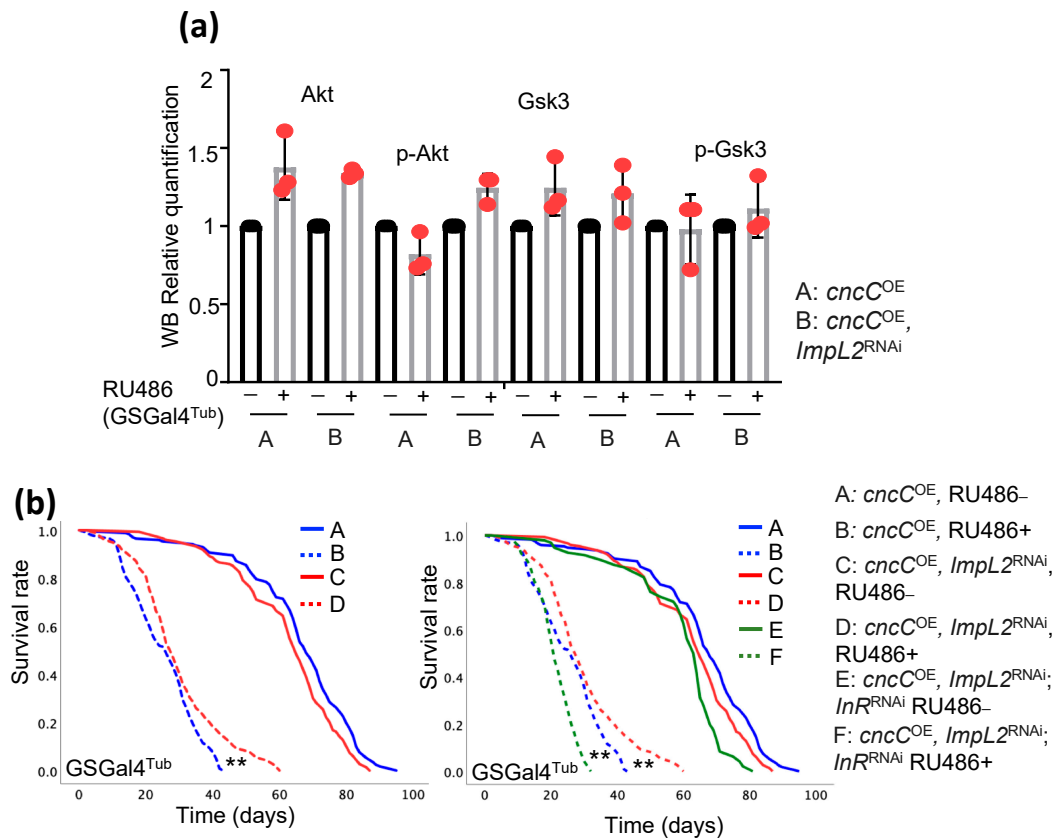 (a)
WB Relative quantification
2
1.5
1
0.5
0
Akt
p-Akt
Gsk3
p-Gsk3
RU486 – + – + – + – + – + – + – + – +
(GSGal4ᵀᵘᵇ)
A B A B A B A B
A: cncCᴼᴱ
B: cncCᴼᴱ,
ImpL2ᴿᴺᴬⁱ
(b)
Survival rate
1.0
0.8
0.6
0.4
0.2
0.0
A
B
C
D
**
GSGal4ᵀᵘᵇ
0 20 40 60 80 100
Time (days)
Survival rate
1.0
0.8
0.6
0.4
0.2
0.0
A
B
C
D
E
F
** **
GSGal4ᵀᵘᵇ
0 20 40 60 80 100
Time (days)
A: cncCᴼᴱ, RU486–
B: cncCᴼᴱ, RU486+
C: cncCᴼᴱ, ImpL2ᴿᴺᴬⁱ,
RU486–
D: cncCᴼᴱ, ImpL2ᴿᴺᴬⁱ,
RU486+
E: cncCᴼᴱ, ImpL2ᴿᴺᴬⁱ;
InRᴿᴺᴬⁱ RU486–
F: cncCᴼᴱ, ImpL2ᴿᴺᴬⁱ;
InRᴿᴺᴬⁱ RU486+